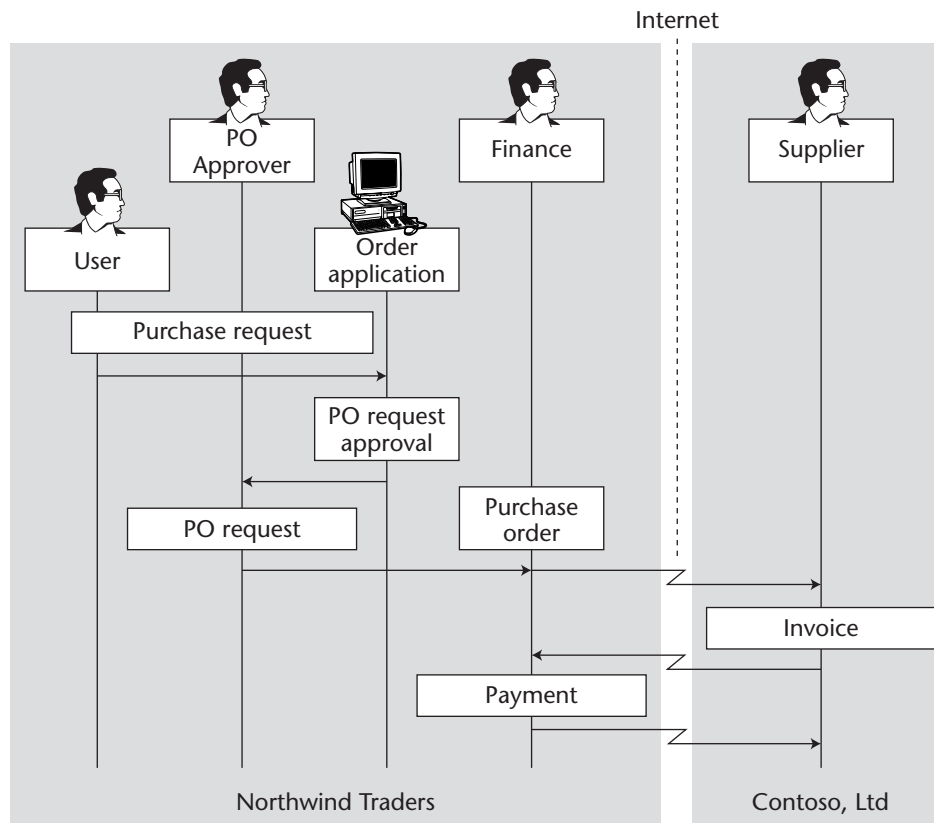 Internet
PO
Approver
Finance
Supplier
User
Order
application
Purchase request
PO request
approval
PO request
Purchase
order
Invoice
Payment
Northwind Traders
Contoso, Ltd